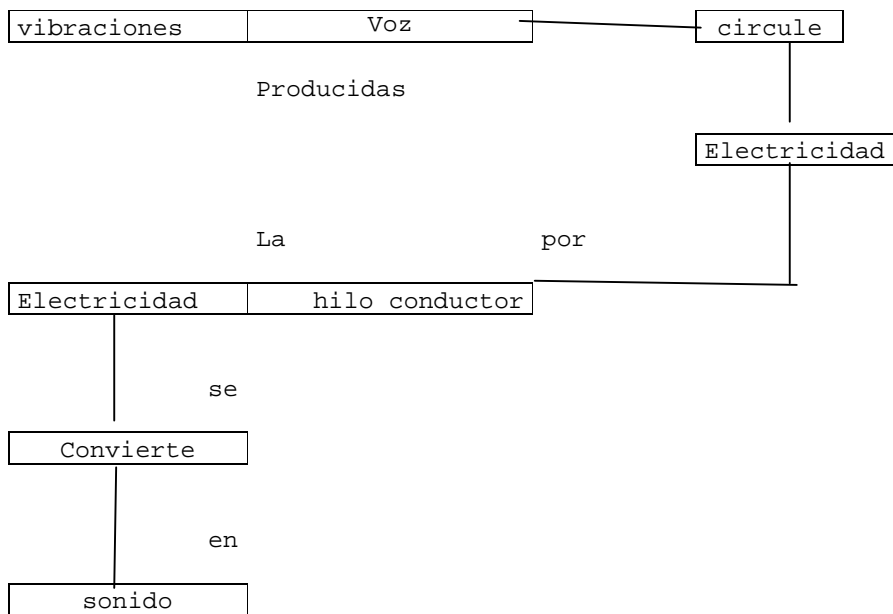 vibraciones Voz circule
Producidas
Electricidad
La por
Electricidad hilo conductor
se
Convierte
en
sonido